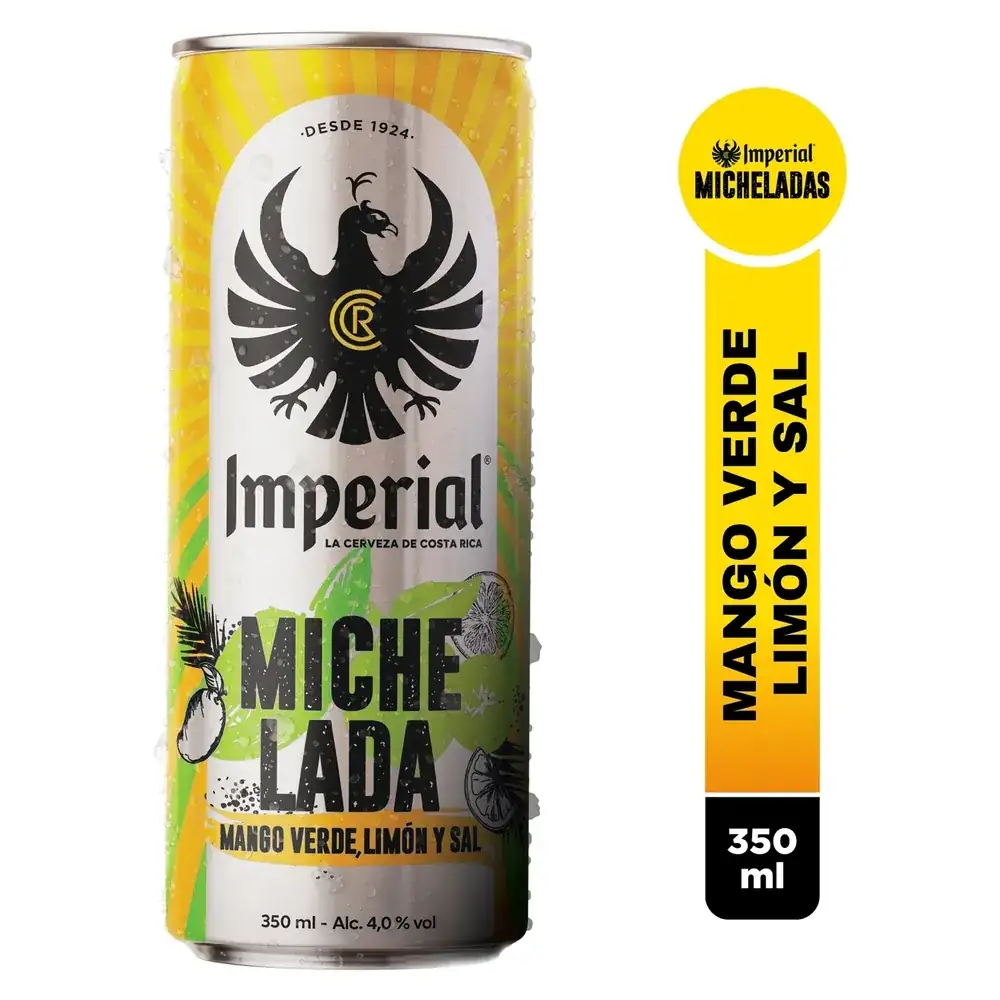 ·DESDE 1924·
CCR
Imperial®
LA CERVEZA DE COSTA RICA
MICHE
LADA
MANGO VERDE, LIMÓN Y SAL
350 ml - Alc. 4,0 % vol
Imperial
MICHELADAS
MANGO VERDE
LIMÓN Y SAL
350
ml